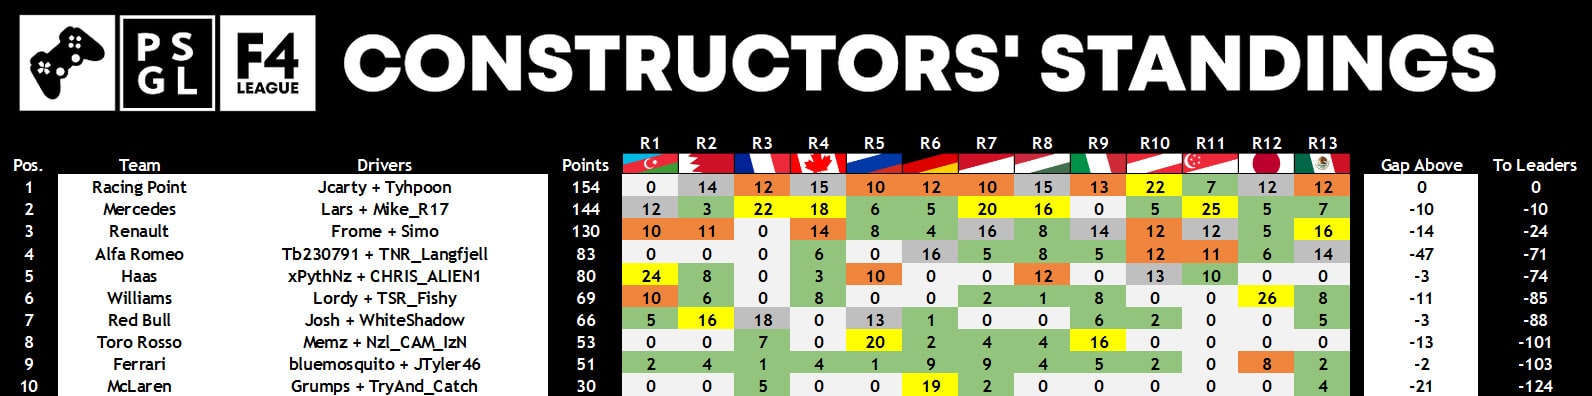 PS
GL
F4
LEAGUE
CONSTRUCTORS' STANDINGS
R1 R2 R3 R4 R5 R6 R7 R8 R9 R10 R11 R12 R13
Pos. Team Drivers Points Gap Above To Leaders
1 Racing Point Jcarty + Tyhpoon 154 0 14 12 15 10 12 10 15 13 22 7 12 12 0 0
2 Mercedes Lars + Mike_R17 144 12 3 22 18 6 5 20 16 0 5 25 5 7 -10 -10
3 Renault Frome + Simo 130 10 11 0 14 8 4 16 8 14 12 12 5 16 -14 -24
4 Alfa Romeo Tb230791 + TNR_Langfjell 83 0 0 0 6 0 16 5 8 5 12 11 6 14 -47 -71
5 Haas xPythNz + CHRIS_ALIEN1 80 24 8 0 3 10 0 0 12 0 13 10 0 0 -3 -74
6 Williams Lordy + TSR_Fishy 69 10 6 0 8 0 0 2 1 8 0 0 26 8 -11 -85
7 Red Bull Josh + WhiteShadow 66 5 16 18 0 13 1 0 0 6 2 0 0 5 -3 -88
8 Toro Rosso Memz + Nzl_CAM_IzN 53 0 0 7 0 20 2 4 4 16 0 0 0 0 -13 -101
9 Ferrari bluemosquito + JTyler46 51 2 4 1 4 1 9 9 4 5 2 0 8 2 -2 -103
10 McLaren Grumps + TryAnd_Catch 30 0 0 5 0 0 19 2 0 0 0 0 0 4 -21 -124